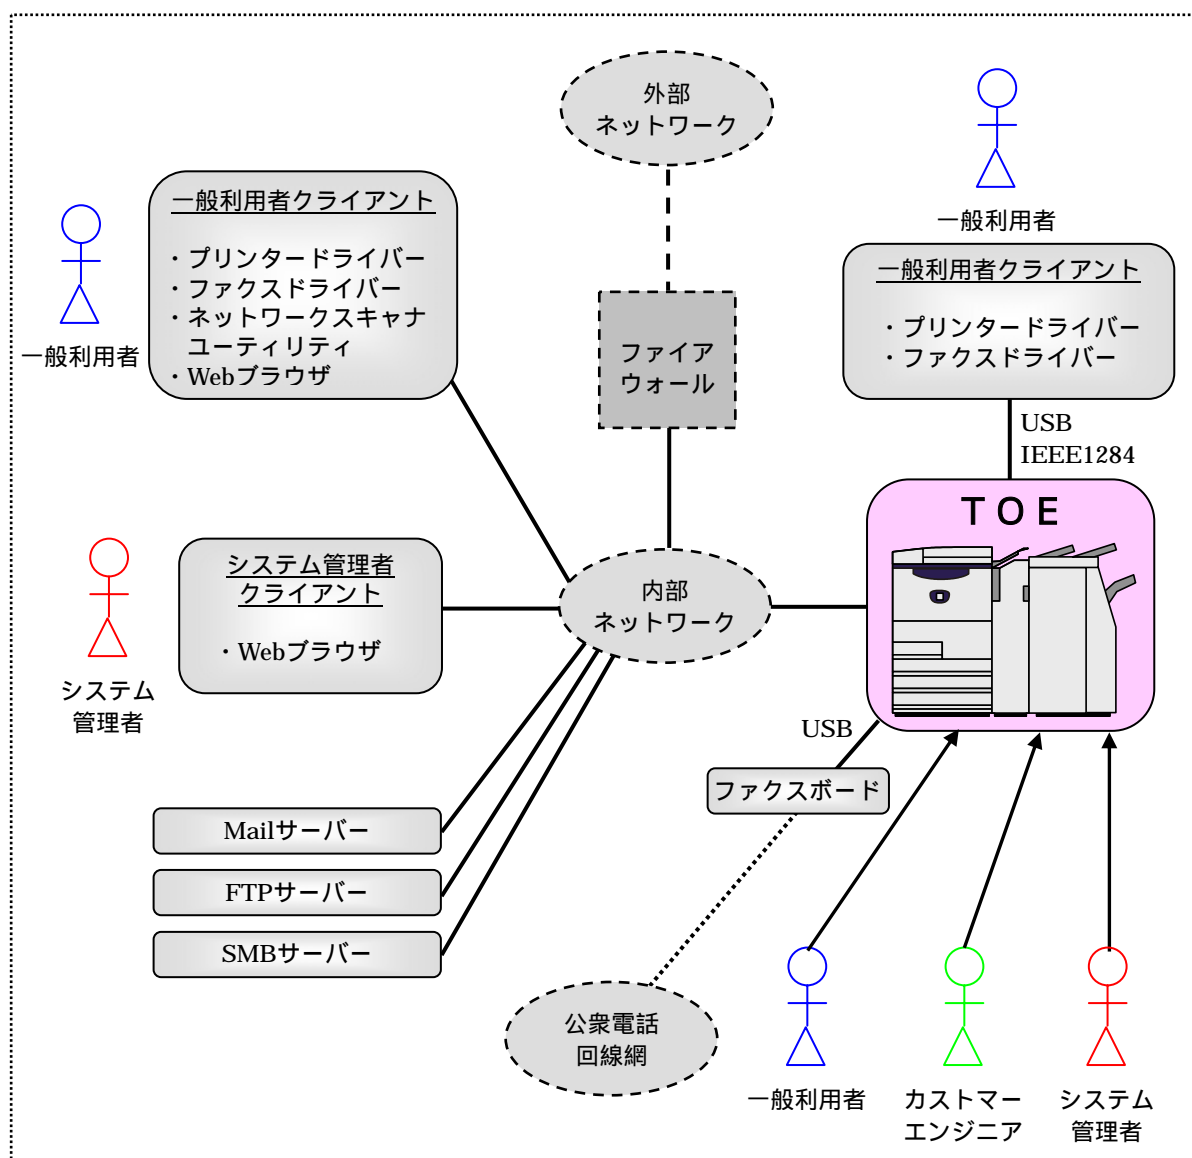 外部
ネットワーク
一般利用者
一般利用者クライアント
・プリンタードライバー
・ファクスドライバー
・ネットワークスキャナ
ユーティリティ
・Webブラウザ
一般利用者
一般利用者クライアント
・プリンタードライバー
・ファクスドライバー
ファイア
ウォール
USB
IEEE1284
TOE
システム管理者
クライアント
・Webブラウザ
内部
ネットワーク
システム
管理者
USB
ファクスボード
Mailサーバー
FTPサーバー
SMBサーバー
公衆電話
回線網
一般利用者
カストマー
エンジニア
システム
管理者